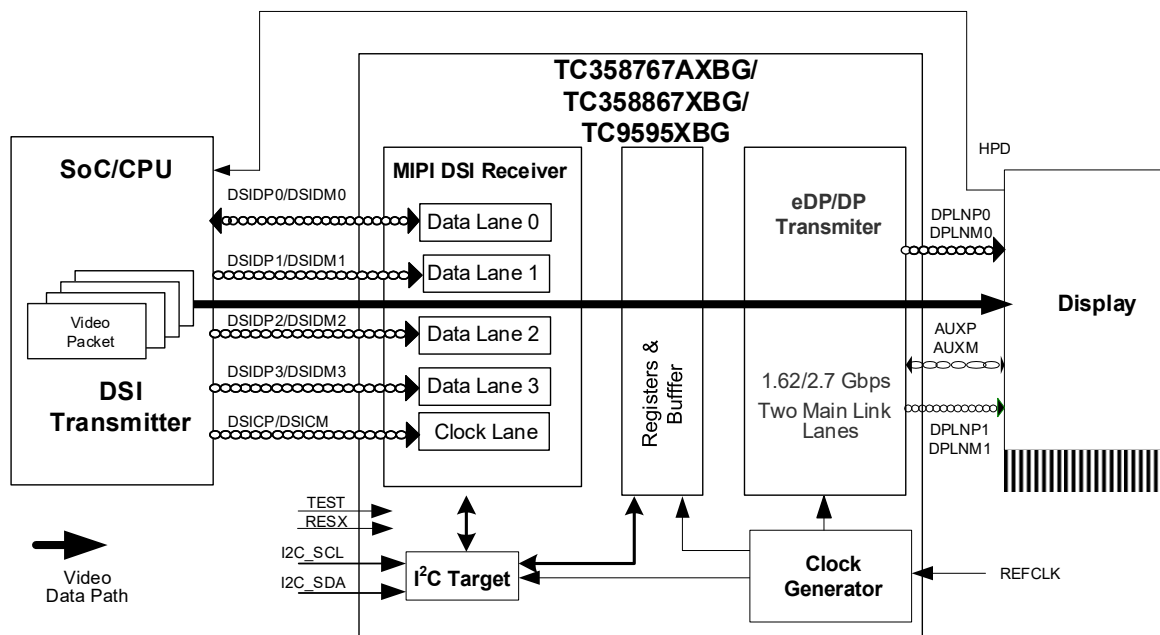 TC358767AXBG/
TC358867XBG/
TC9595XBG
SoC/CPU
DSIDP0/DSIDM0
DSIDP1/DSIDM1
Video
Packet
DSIDP2/DSIDM2
DSIDP3/DSIDM3
DSICP/DSICM
DSI
Transmitter
MIPI DSI Receiver
Data Lane 0
Data Lane 1
Data Lane 2
Data Lane 3
Clock Lane
Registers &
Bufffer
eDP/DP
Transmiter
1.62/2.7 Gbps
Two Main Link
Lanes
HPD
DPLNP0
DPLNM0
Display
AUXP
AUXM
DPLNP1
DPLNM1
TEST
RESX
I2C_SCL
I2C_SDA
I²C Target
Clock
Generator
REFCLK
Video
Data Path